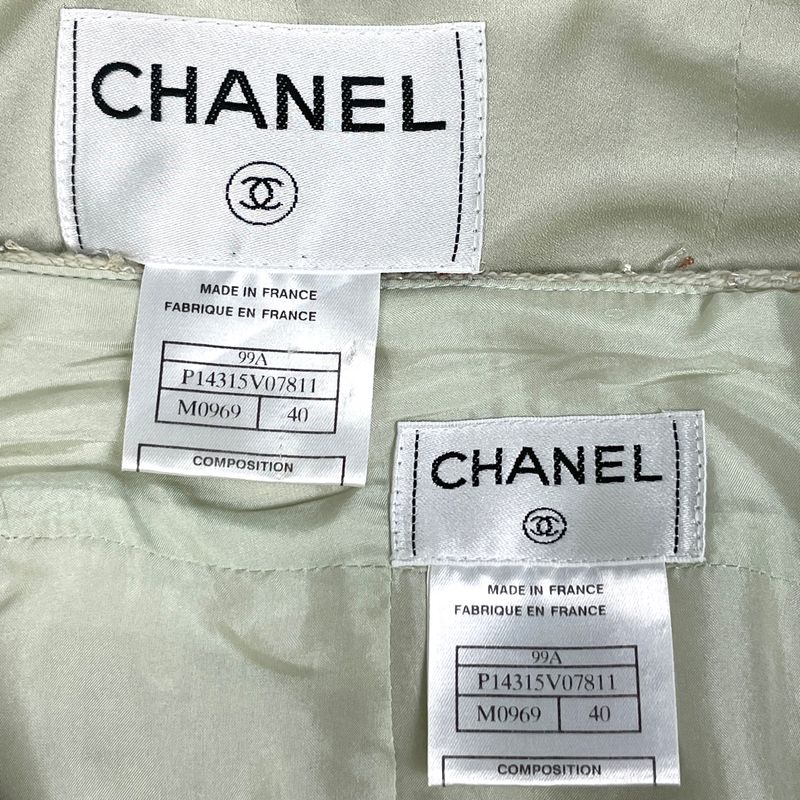 CHANEL
MADE IN FRANCE
FABRIQUE EN FRANCE
99A
P14315V07811
M0969 40
COMPOSITION
CHANEL
MADE IN FRANCE
FABRIQUE EN FRANCE
99A
P14315V07811
M0969 40
COMPOSITION